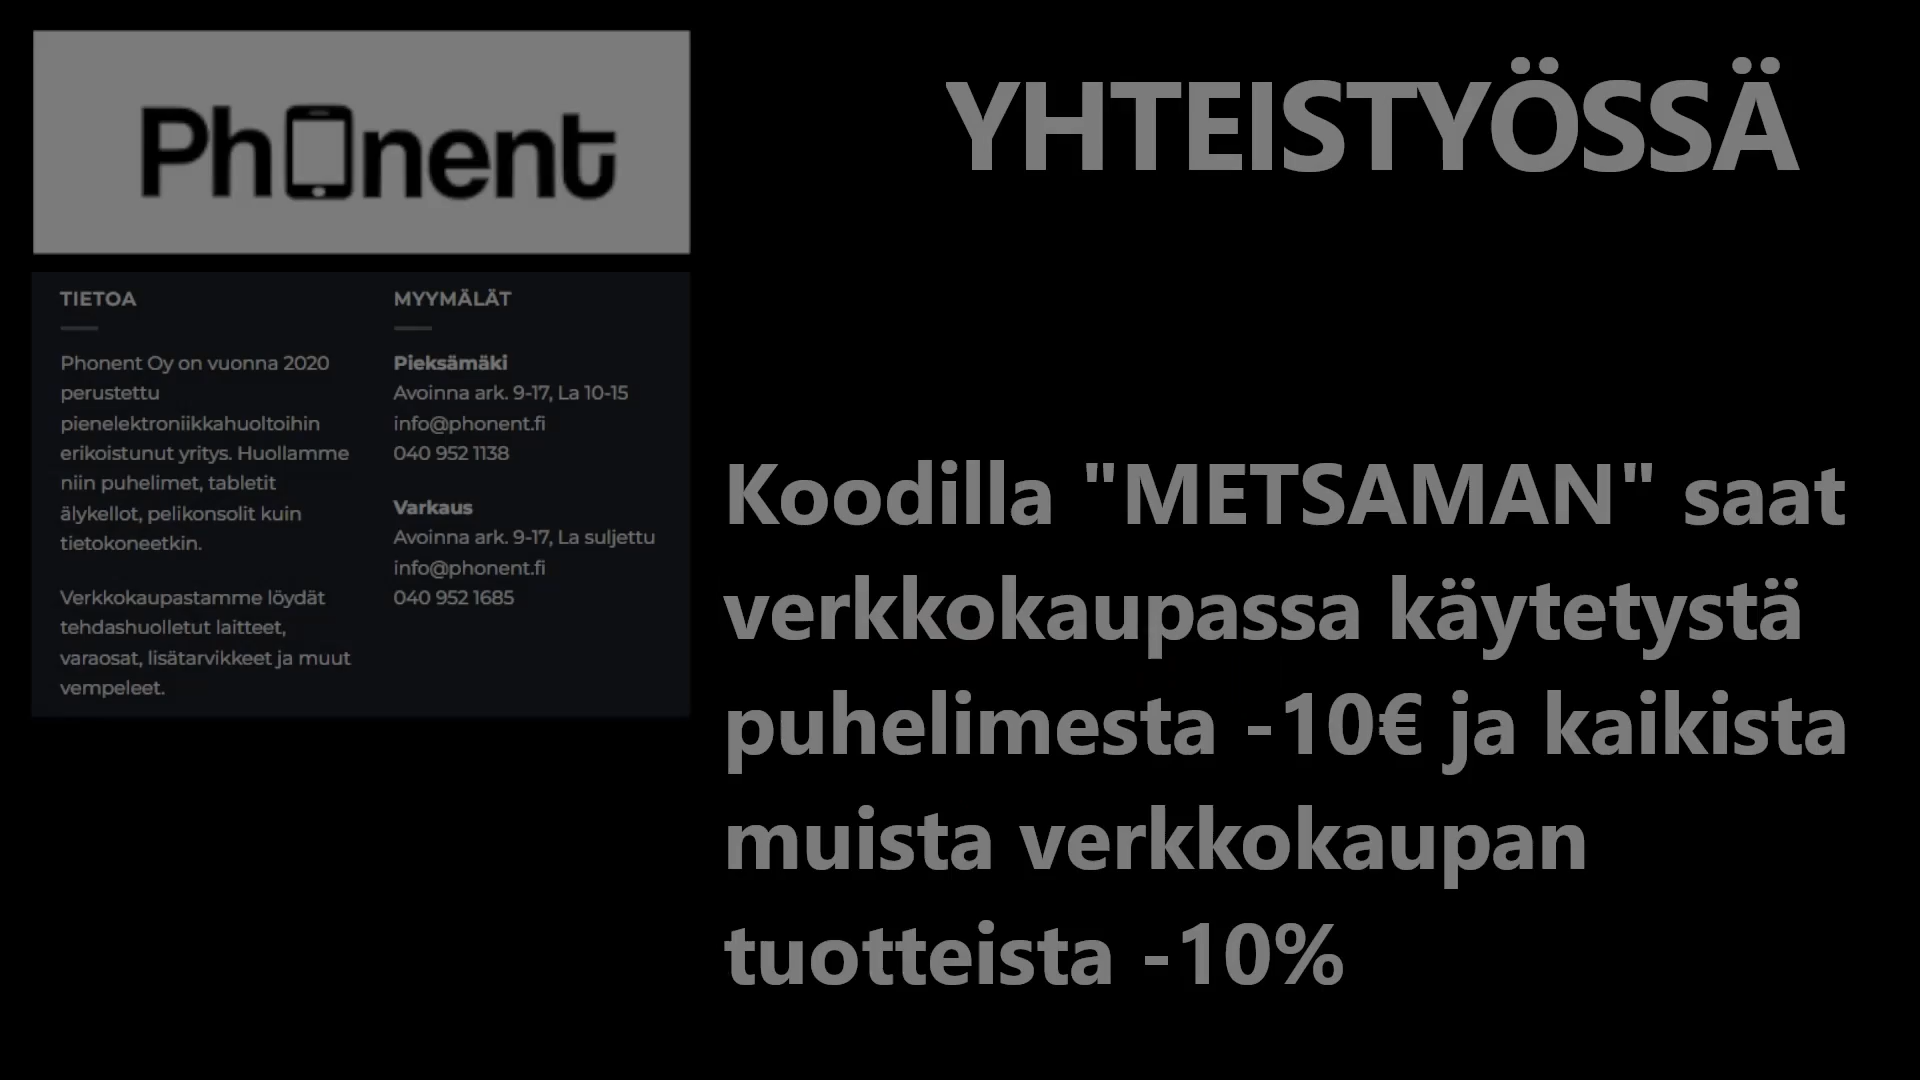 Phonent
YHTEISTYÖSSÄ
TIETOA
Phonent Oy on vuonna 2020
perustettu
pienelektroniikkahuoltoihin
erikoistunut yritys. Huollamme
niin puhelimet, tabletit
älykellot, pelikonsolit kuin
tietokoneetkin.
Verkkokaupastamme löydät
tehdashuolletut laitteet,
varaosat, lisätarvikkeet ja muut
vempeleet.
MYYMÄLÄT
Pieksämäki
Avoinna ark. 9-17, La 10-15
info@phonent.fi
040 952 1138
Varkaus
Avoinna ark. 9-17, La suljettu
info@phonent.fi
040 952 1685
Koodilla "METSAMAN" saat
verkkokaupassa käytetystä
puhelimesta -10€ ja kaikista
muista verkkokaupan
tuotteista -10%